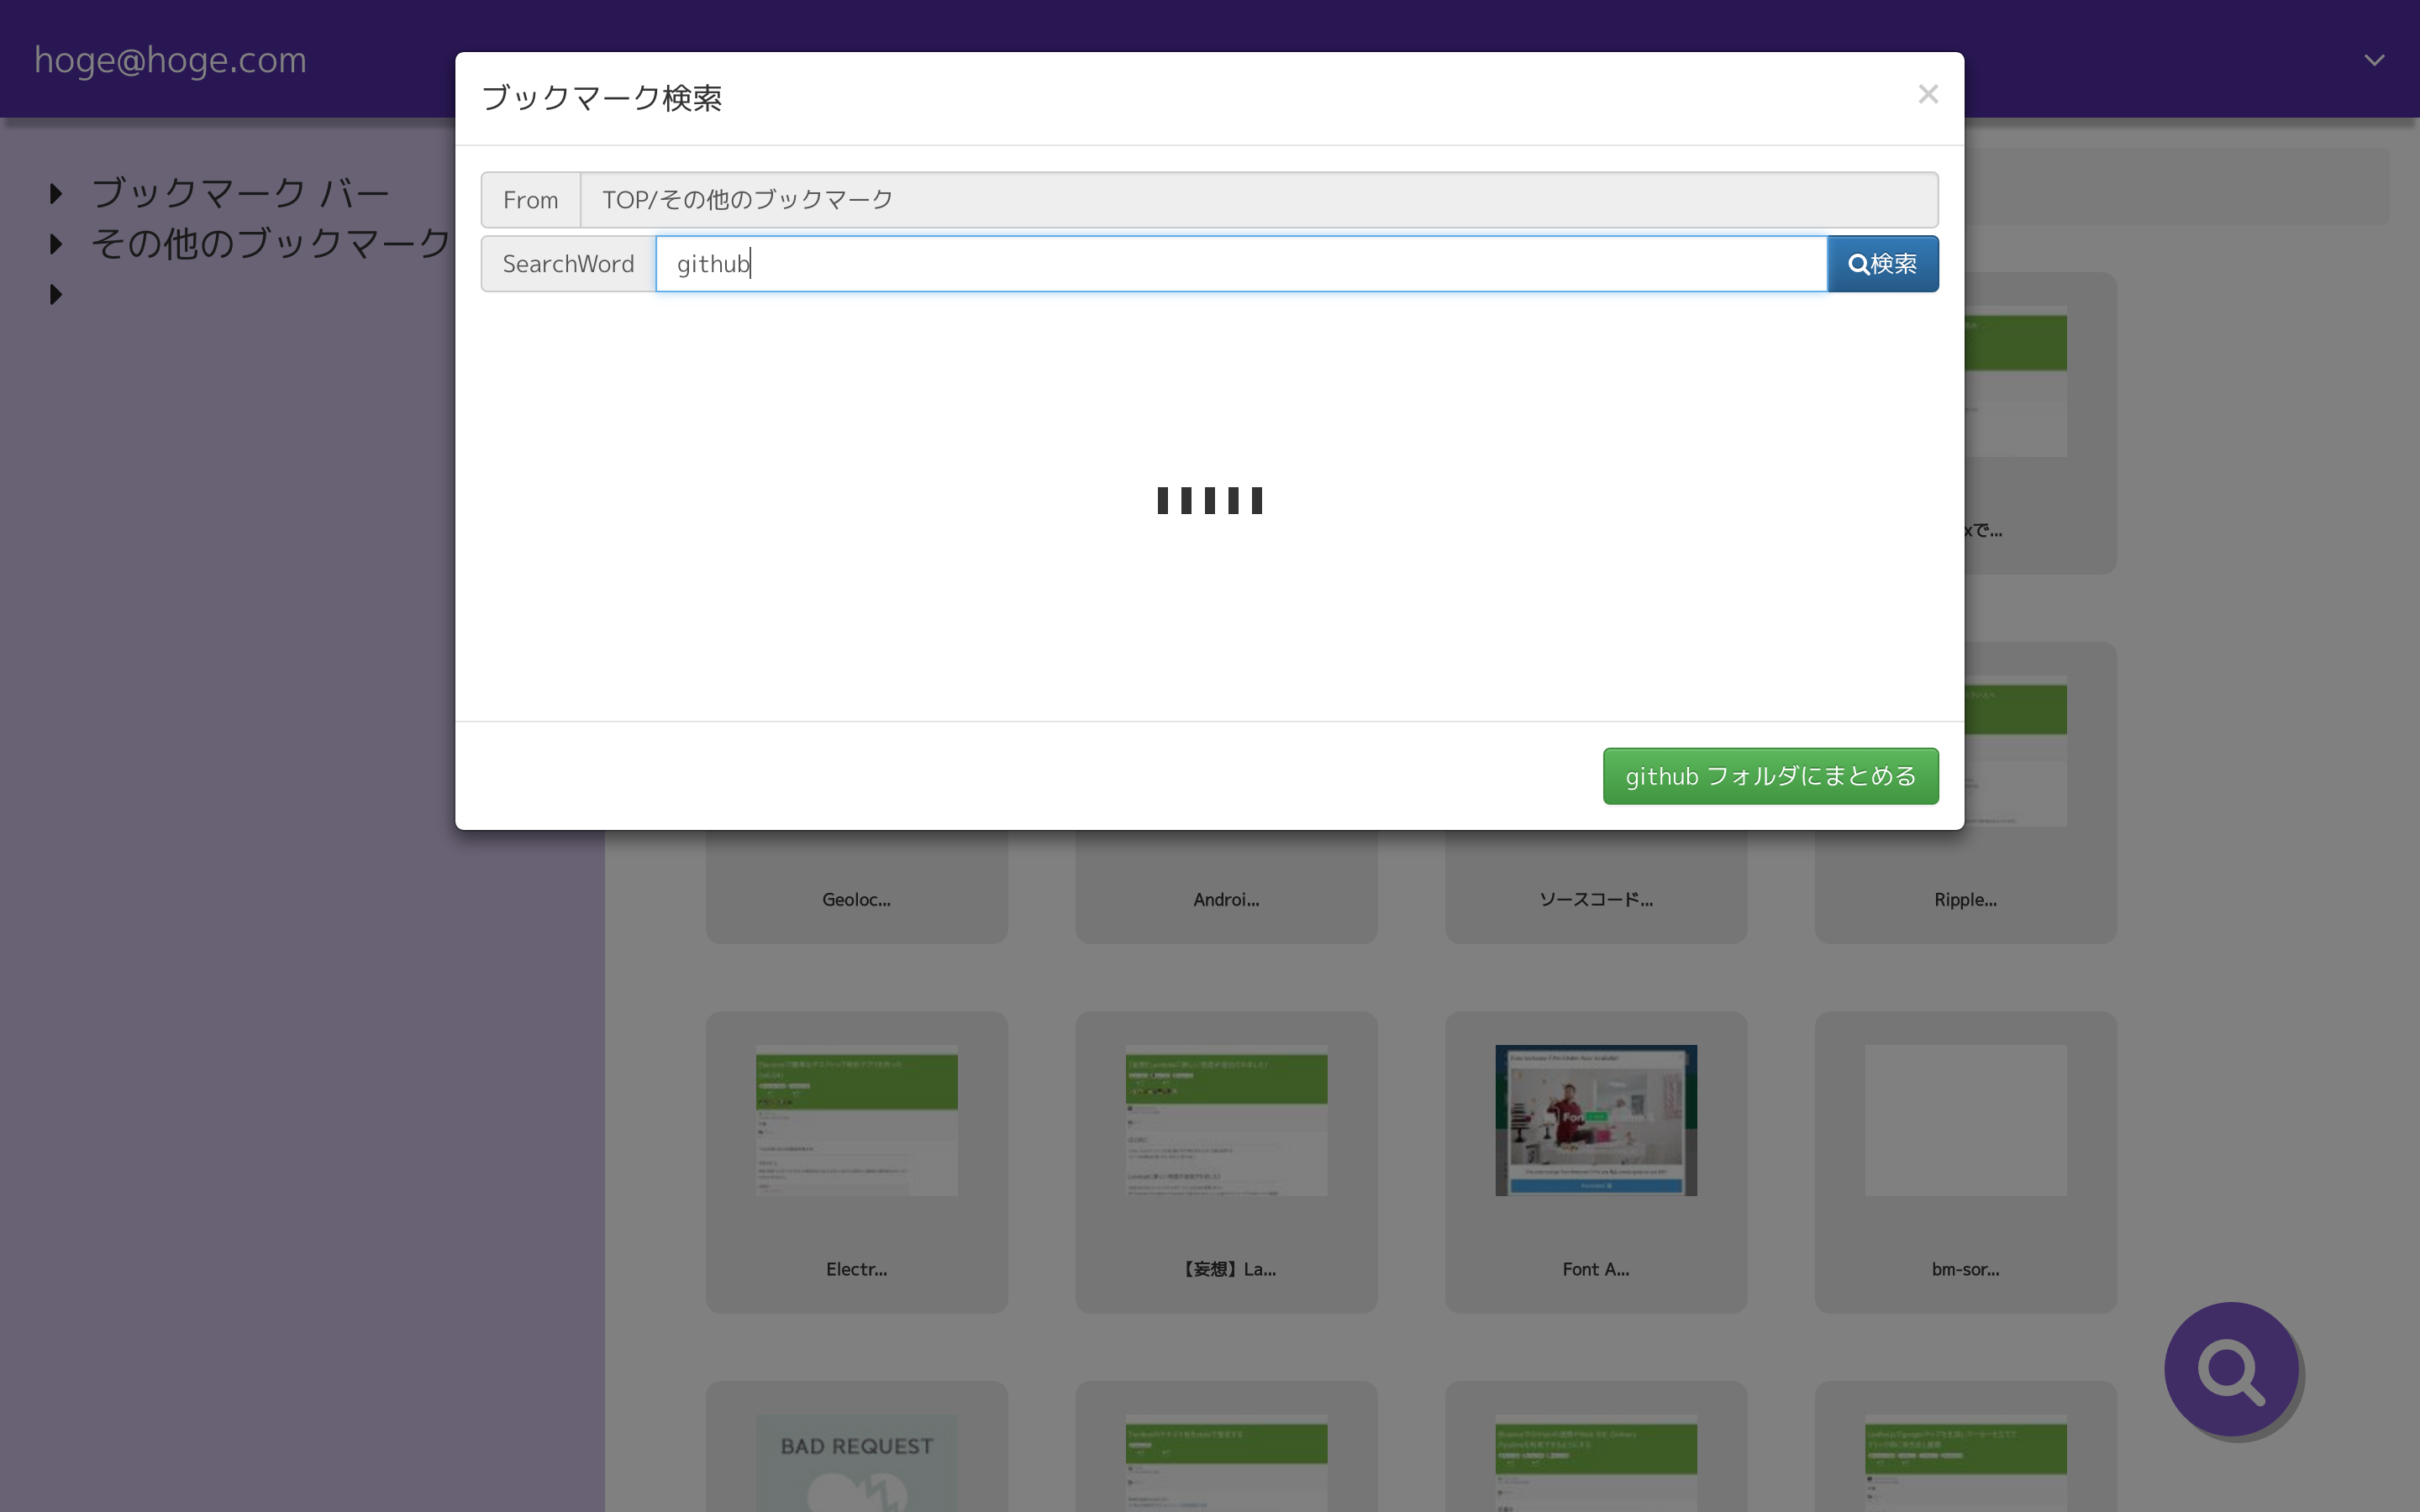 hoge@hoge.com
ブックマーク検索
×
ブックマーク バー
その他のブックマーク
From TOP/その他のブックマーク
SearchWord github 検索
xで...
github フォルダにまとめる
Geoloc... Androi... ソースコード... Ripple...
Electr... 【妄想】La... Font A... bm-sor...
BAD REQUEST